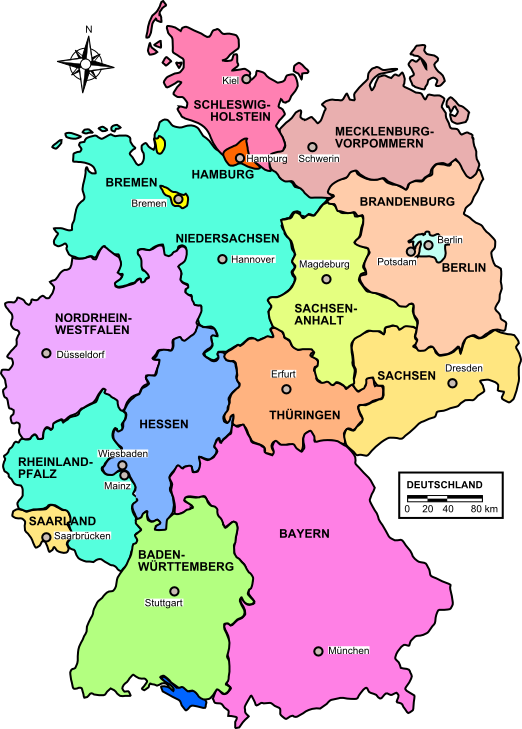 N
Kiel
SCHLESWIG-
HOLSTEIN
MECKLENBURG-
VORPOMMERN
Hamburg
Schwerin
HAMBURG
BREMEN
Bremen
BRANDENBURG
NIEDERSACHSEN
Berlin
Hannover
Magdeburg
Potsdam
BERLIN
SACHSEN-
ANHALT
NORDRHEIN-
WESTFALEN
Düsseldorf
Erfurt
SACHSEN
Dresden
THÜRINGEN
HESSEN
Wiesbaden
RHEINLAND-
PFALZ
Mainz
DEUTSCHLAND
0 20 40 80 km
SAARLAND
Saarbrücken
BAYERN
BADEN-
WÜRTTEMBERG
Stuttgart
München